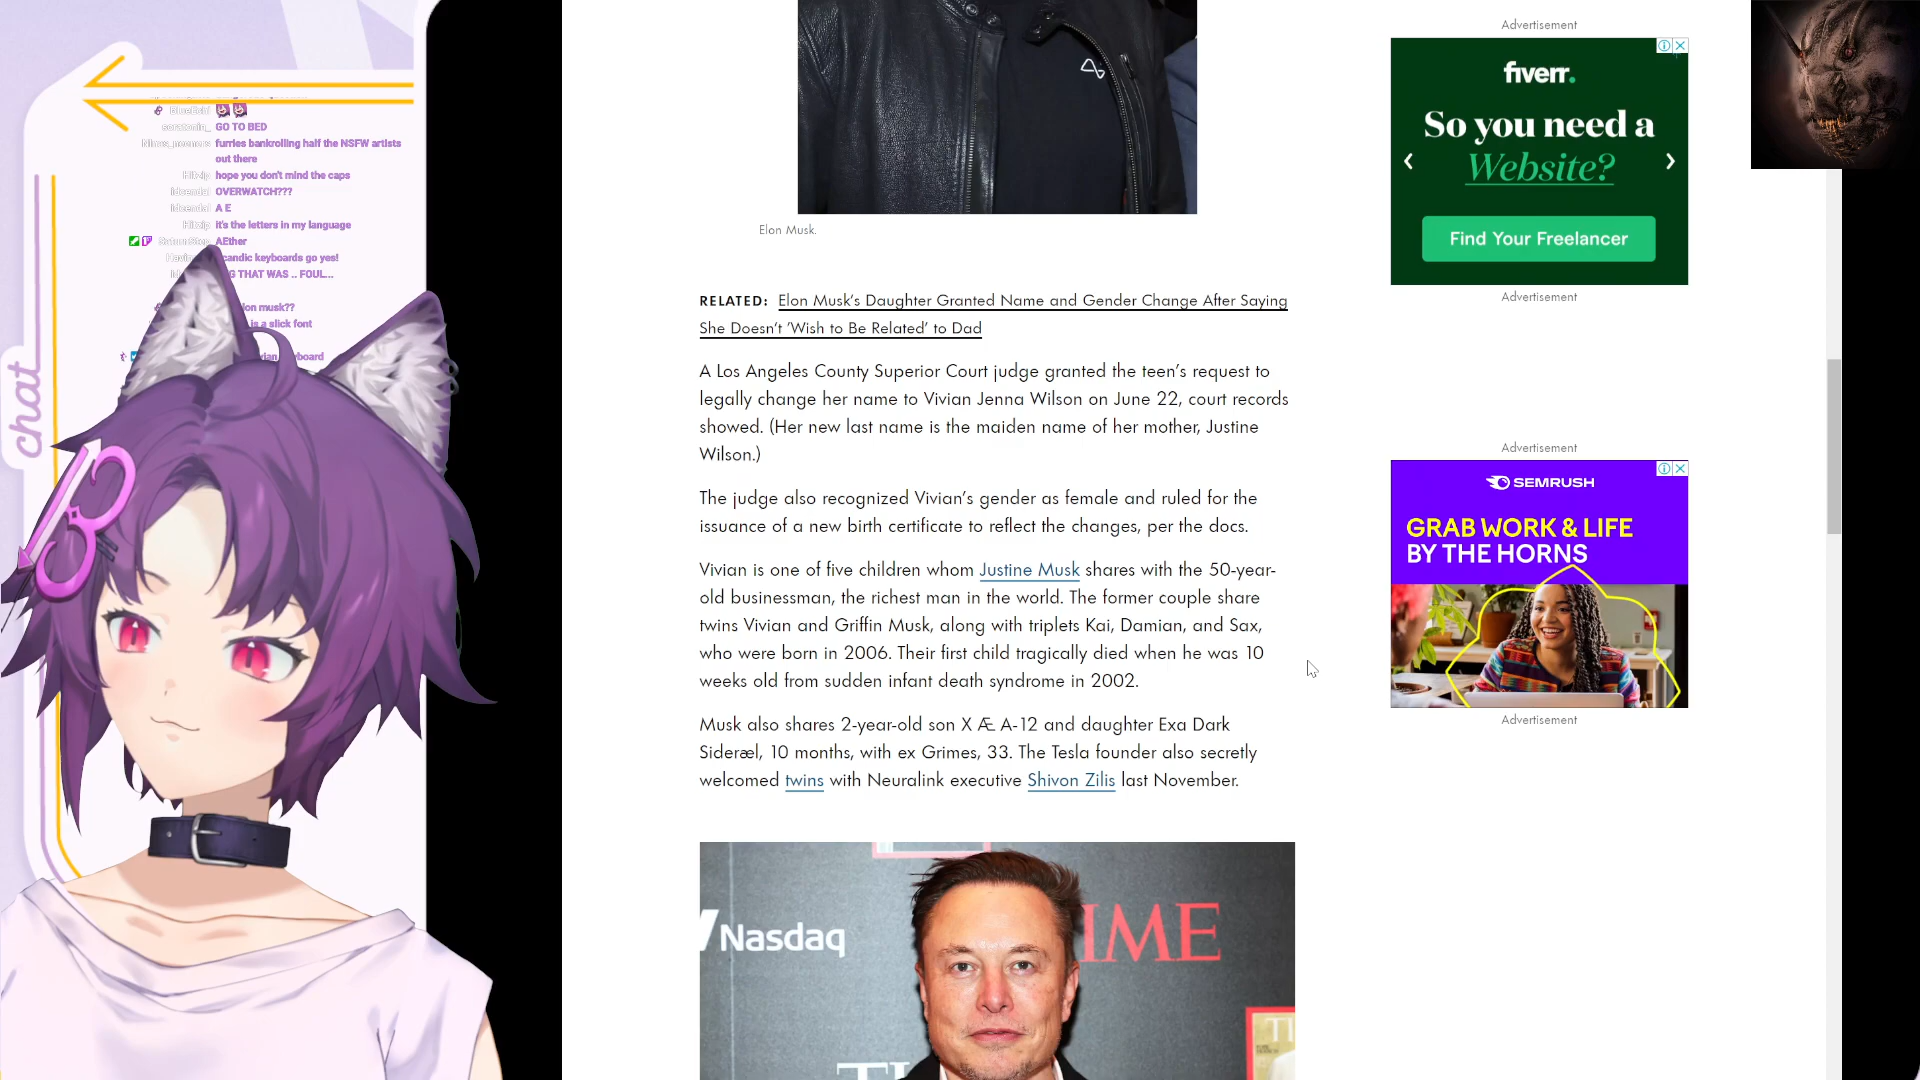 chat
BlueEski
GO TO BED
furries bankrolling half the NSFW artists
out there
Hitzip hope you don't mind the caps
OVERWATCH???
A E
Hitzip it's the letters in my language
AEther
candic keyboards go yes!
G THAT WAS .. FOUL...
on musk??
is a slick font
Elon Musk.
RELATED: Elon Musk's Daughter Granted Name and Gender Change After Saying
She Doesn't 'Wish to Be Related' to Dad
A Los Angeles County Superior Court judge granted the teen's request to
legally change her name to Vivian Jenna Wilson on June 22, court records
showed. (Her new last name is the maiden name of her mother, Justine
Wilson.)
The judge also recognized Vivian's gender as female and ruled for the
issuance of a new birth certificate to reflect the changes, per the docs.
Vivian is one of five children whom Justine Musk shares with the 50-year-
old businessman, the richest man in the world. The former couple share
twins Vivian and Griffin Musk, along with triplets Kai, Damian, and Sax,
who were born in 2006. Their first child tragically died when he was 10
weeks old from sudden infant death syndrome in 2002.
Musk also shares 2-year-old son X Æ A-12 and daughter Exa Dark
Sideræl, 10 months, with ex Grimes, 33. The Tesla founder also secretly
welcomed twins with Neuralink executive Shivon Zilis last November.
Nasdaq
TIME
Advertisement
fiverr.
So you need a
Website?
Find Your Freelancer
Advertisement
Advertisement
SEMRUSH
GRAB WORK & LIFE
BY THE HORNS
Advertisement